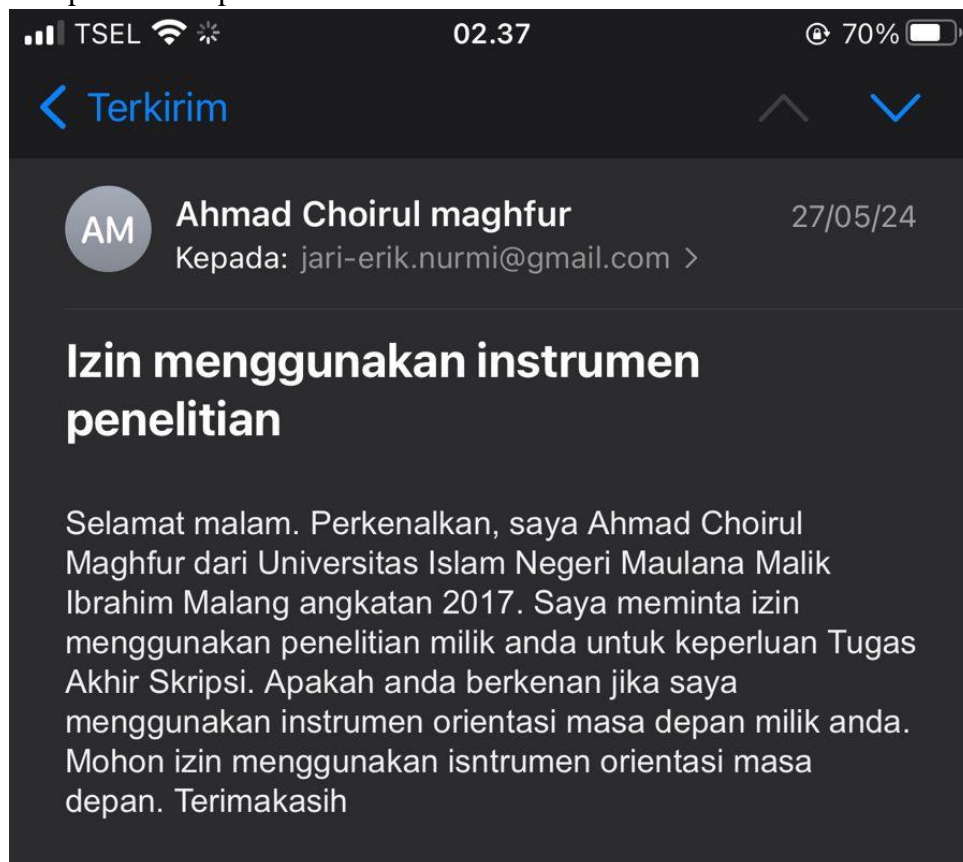 TSEL 02.37 70%
Terkirim
AM Ahmad Choirul maghfur 27/05/24
Kepada: jari-erik.nurmi@gmail.com >
Izin menggunakan instrumen
penelitian
Selamat malam. Perkenalkan, saya Ahmad Choirul
Maghfur dari Universitas Islam Negeri Maulana Malik
Ibrahim Malang angkatan 2017. Saya meminta izin
menggunakan penelitian milik anda untuk keperluan Tugas
Akhir Skripsi. Apakah anda berkenan jika saya
menggunakan instrumen orientasi masa depan milik anda.
Mohon izin menggunakan isntrumen orientasi masa
depan. Terimakasih